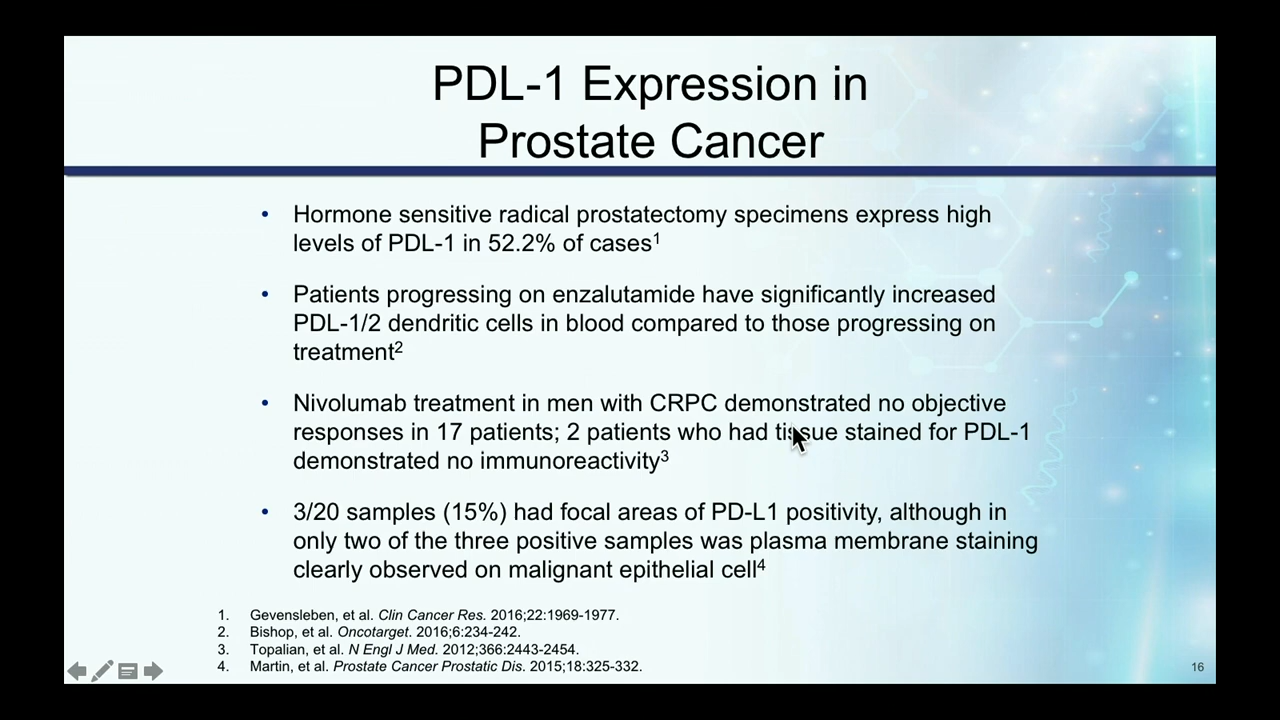 PDL-1 Expression in
Prostate Cancer
• Hormone sensitive radical prostatectomy specimens express high
levels of PDL-1 in 52.2% of cases¹
• Patients progressing on enzalutamide have significantly increased
PDL-1/2 dendritic cells in blood compared to those progressing on
treatment²
• Nivolumab treatment in men with CRPC demonstrated no objective
responses in 17 patients; 2 patients who had tissue stained for PDL-1
demonstrated no immunoreactivity³
• 3/20 samples (15%) had focal areas of PD-L1 positivity, although in
only two of the three positive samples was plasma membrane staining
clearly observed on malignant epithelial cell⁴
1. Gevensleben, et al. Clin Cancer Res. 2016;22:1969-1977.
2. Bishop, et al. Oncotarget. 2016;6:234-242.
3. Topalian, et al. N Engl J Med. 2012;366:2443-2454.
4. Martin, et al. Prostate Cancer Prostatic Dis. 2015;18:325-332.
16